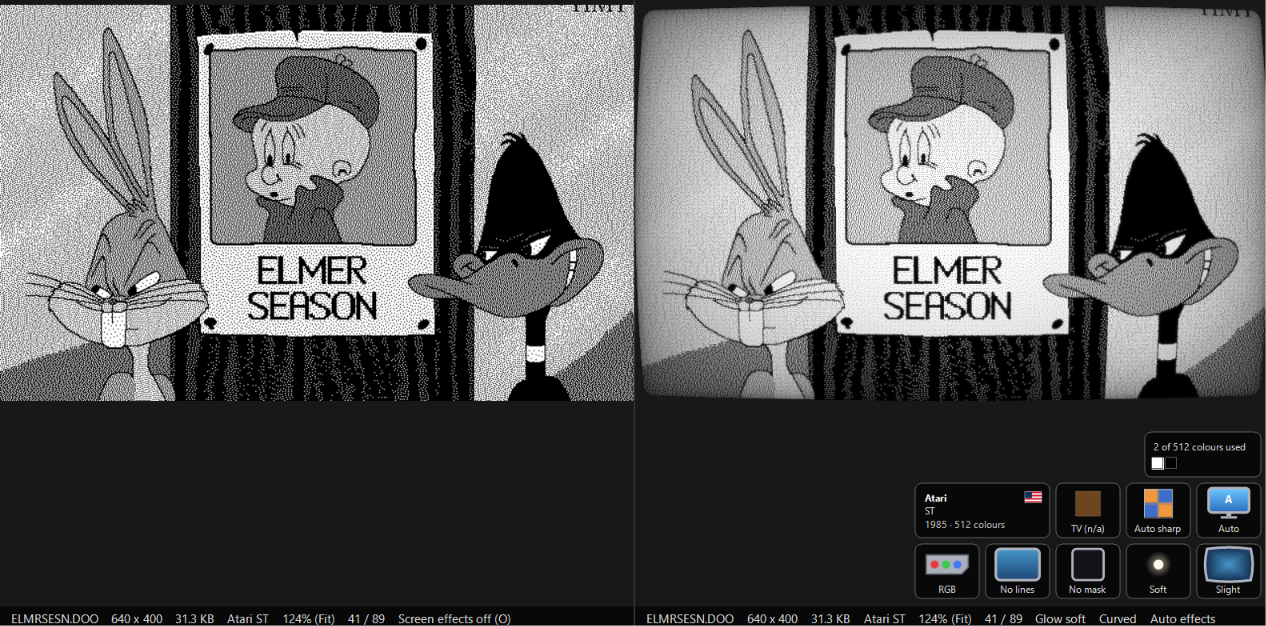 ELMER
SEASON
ELMER
SEASON
2 of 512 colours used
Atari
ST
1985 · 512 colours
TV (n/a)
Auto sharp
A
Auto
RGB
No lines
No mask
Soft
Slight
ELMRSESN.DOO 640 x 400 31.3 KB Atari ST 124% (Fit) 41 / 89 Screen effects off (O)
ELMRSESN.DOO 640 x 400 31.3 KB Atari ST 124% (Fit) 41 / 89 Glow soft Curved Auto effects